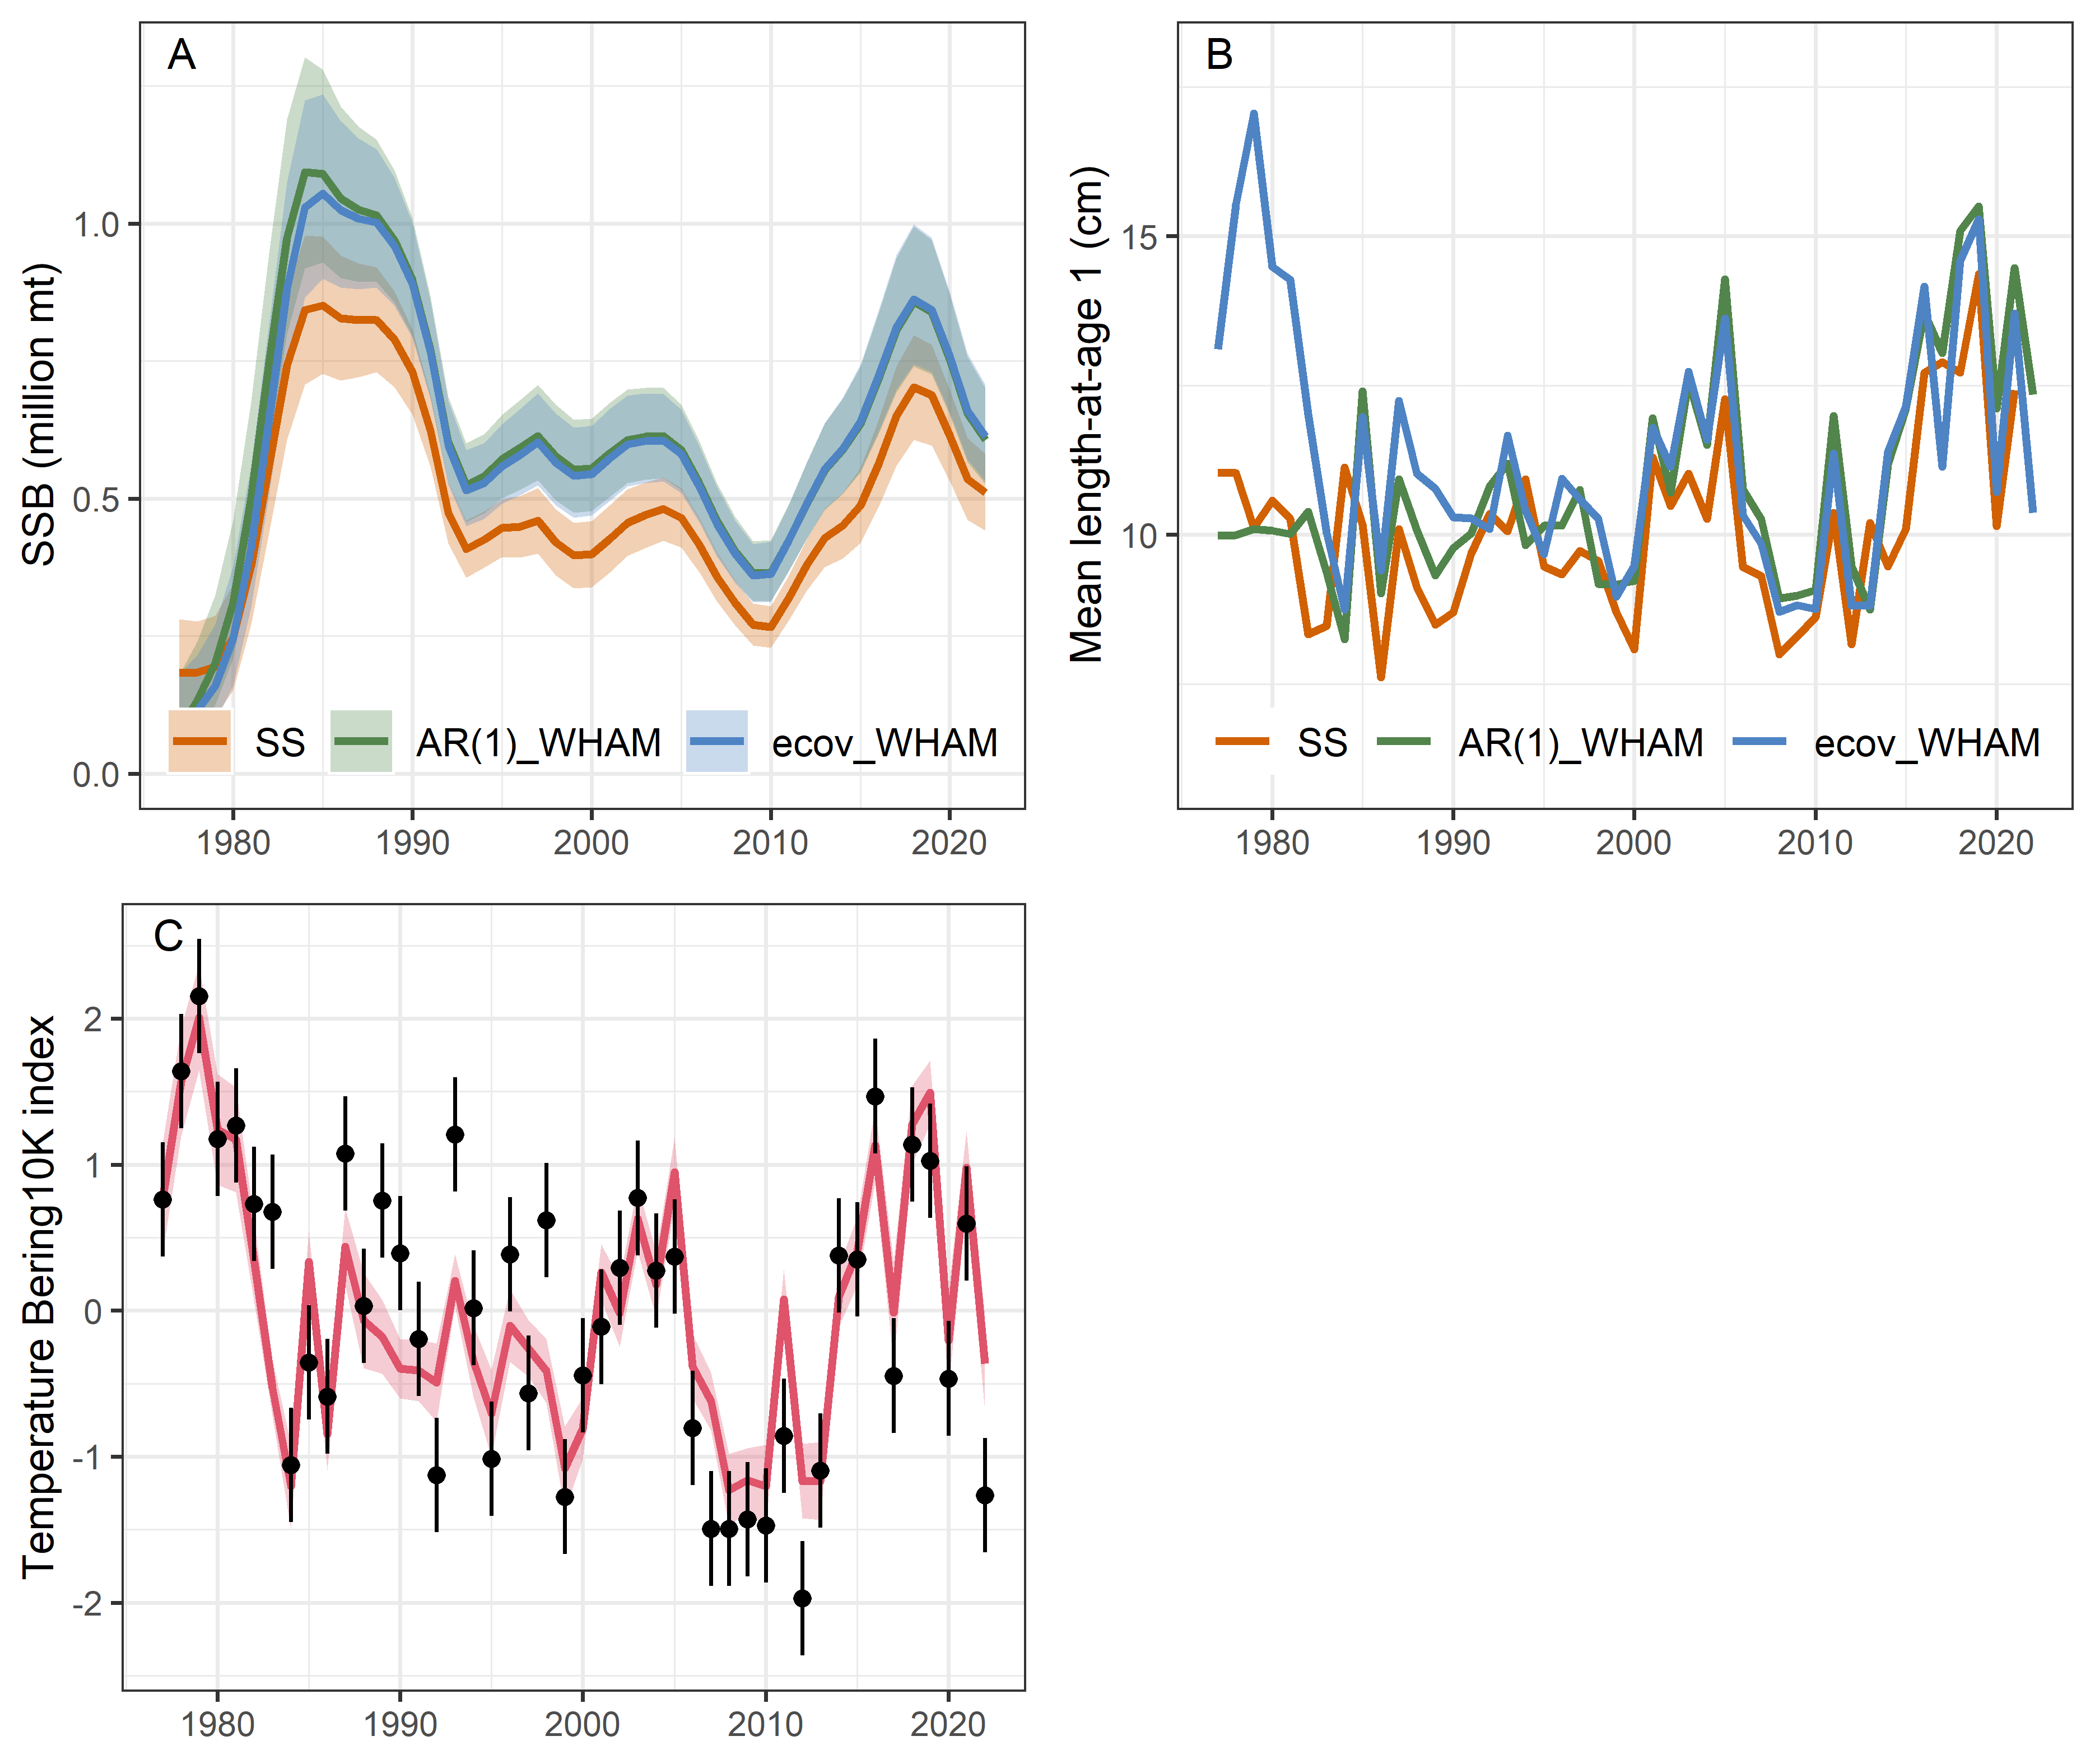 A
SSB (million mt)
1.0
0.5
0.0
SS AR(1)_WHAM ecov_WHAM
1980 1990 2000 2010 2020
B
Mean length-at-age 1 (cm)
15
10
SS AR(1)_WHAM ecov_WHAM
1980 1990 2000 2010 2020
C
Temperature Bering10K index
2
1
0
-1
-2
1980 1990 2000 2010 2020